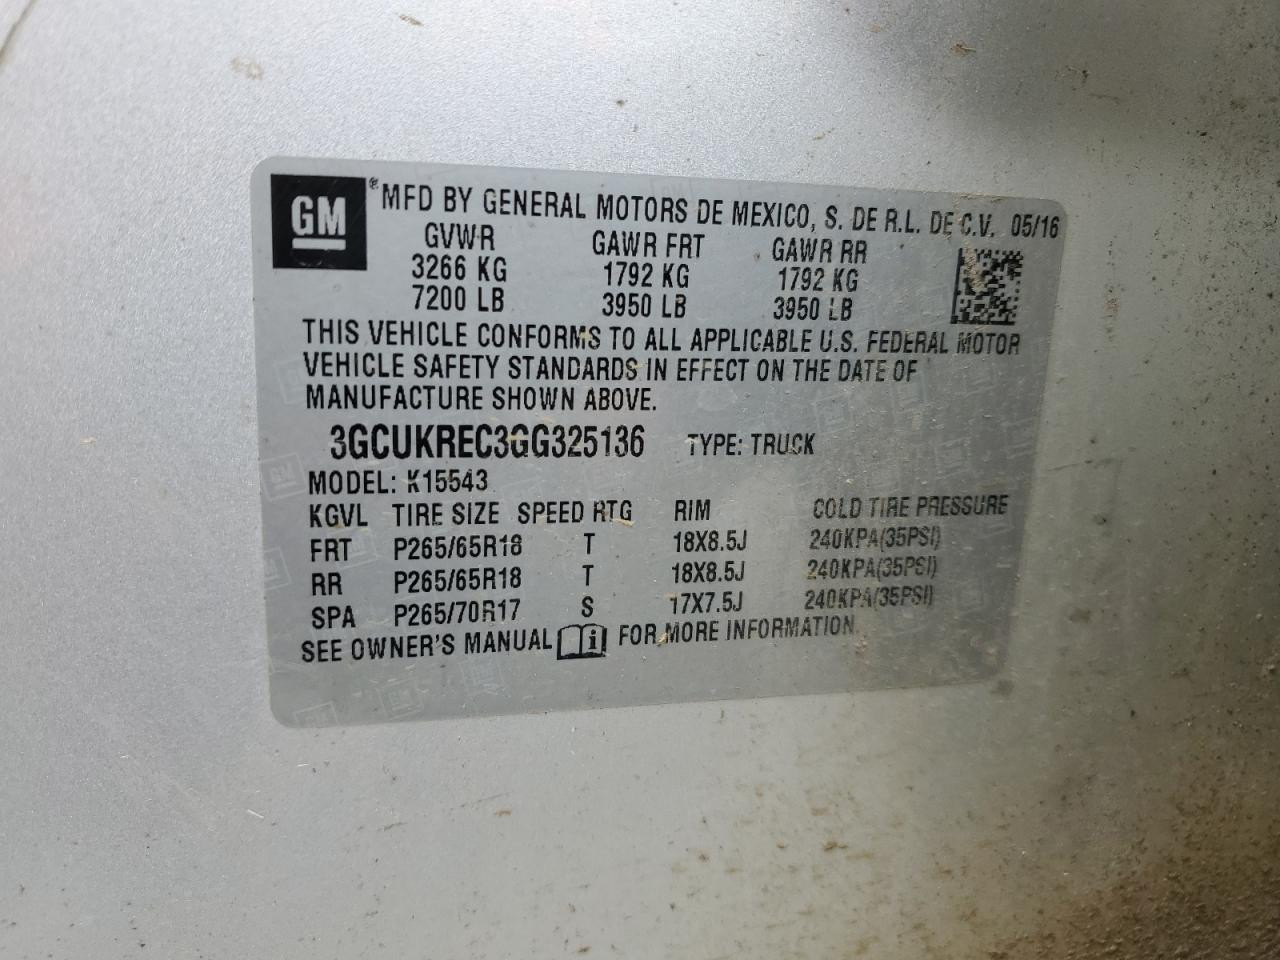 GM ® MFD BY GENERAL MOTORS DE MEXICO, S. DE R.L. DE C.V. 05/16
GVWR GAWR FRT GAWR RR
3266 KG 1792 KG 1792 KG
7200 LB 3950 LB 3950 LB
THIS VEHICLE CONFORMS TO ALL APPLICABLE U.S. FEDERAL MOTOR
VEHICLE SAFETY STANDARDS IN EFFECT ON THE DATE OF
MANUFACTURE SHOWN ABOVE.
3GCUKREC3GG325136 TYPE: TRUCK
MODEL: K15543
KGVL TIRE SIZE SPEED RTG RIM COLD TIRE PRESSURE
FRT P265/65R18 T 18X8.5J 240KPA(35PSI)
RR P265/65R18 T 18X8.5J 240KPA(35PSI)
SPA P265/70R17 S 17X7.5J 240KPA(35PSI)
SEE OWNER'S MANUAL i FOR MORE INFORMATION